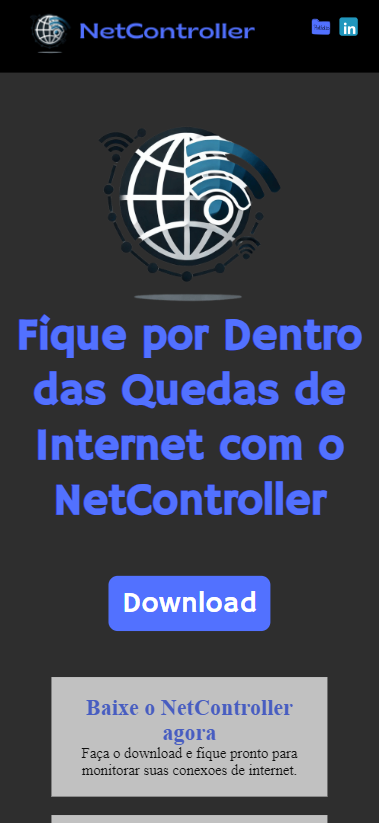 NetController
Fique por Dentro
das Quedas de
Internet com o
NetController
Download
Baixe o NetController
agora
Faça o download e fique pronto para
monitorar suas conexoes de internet.